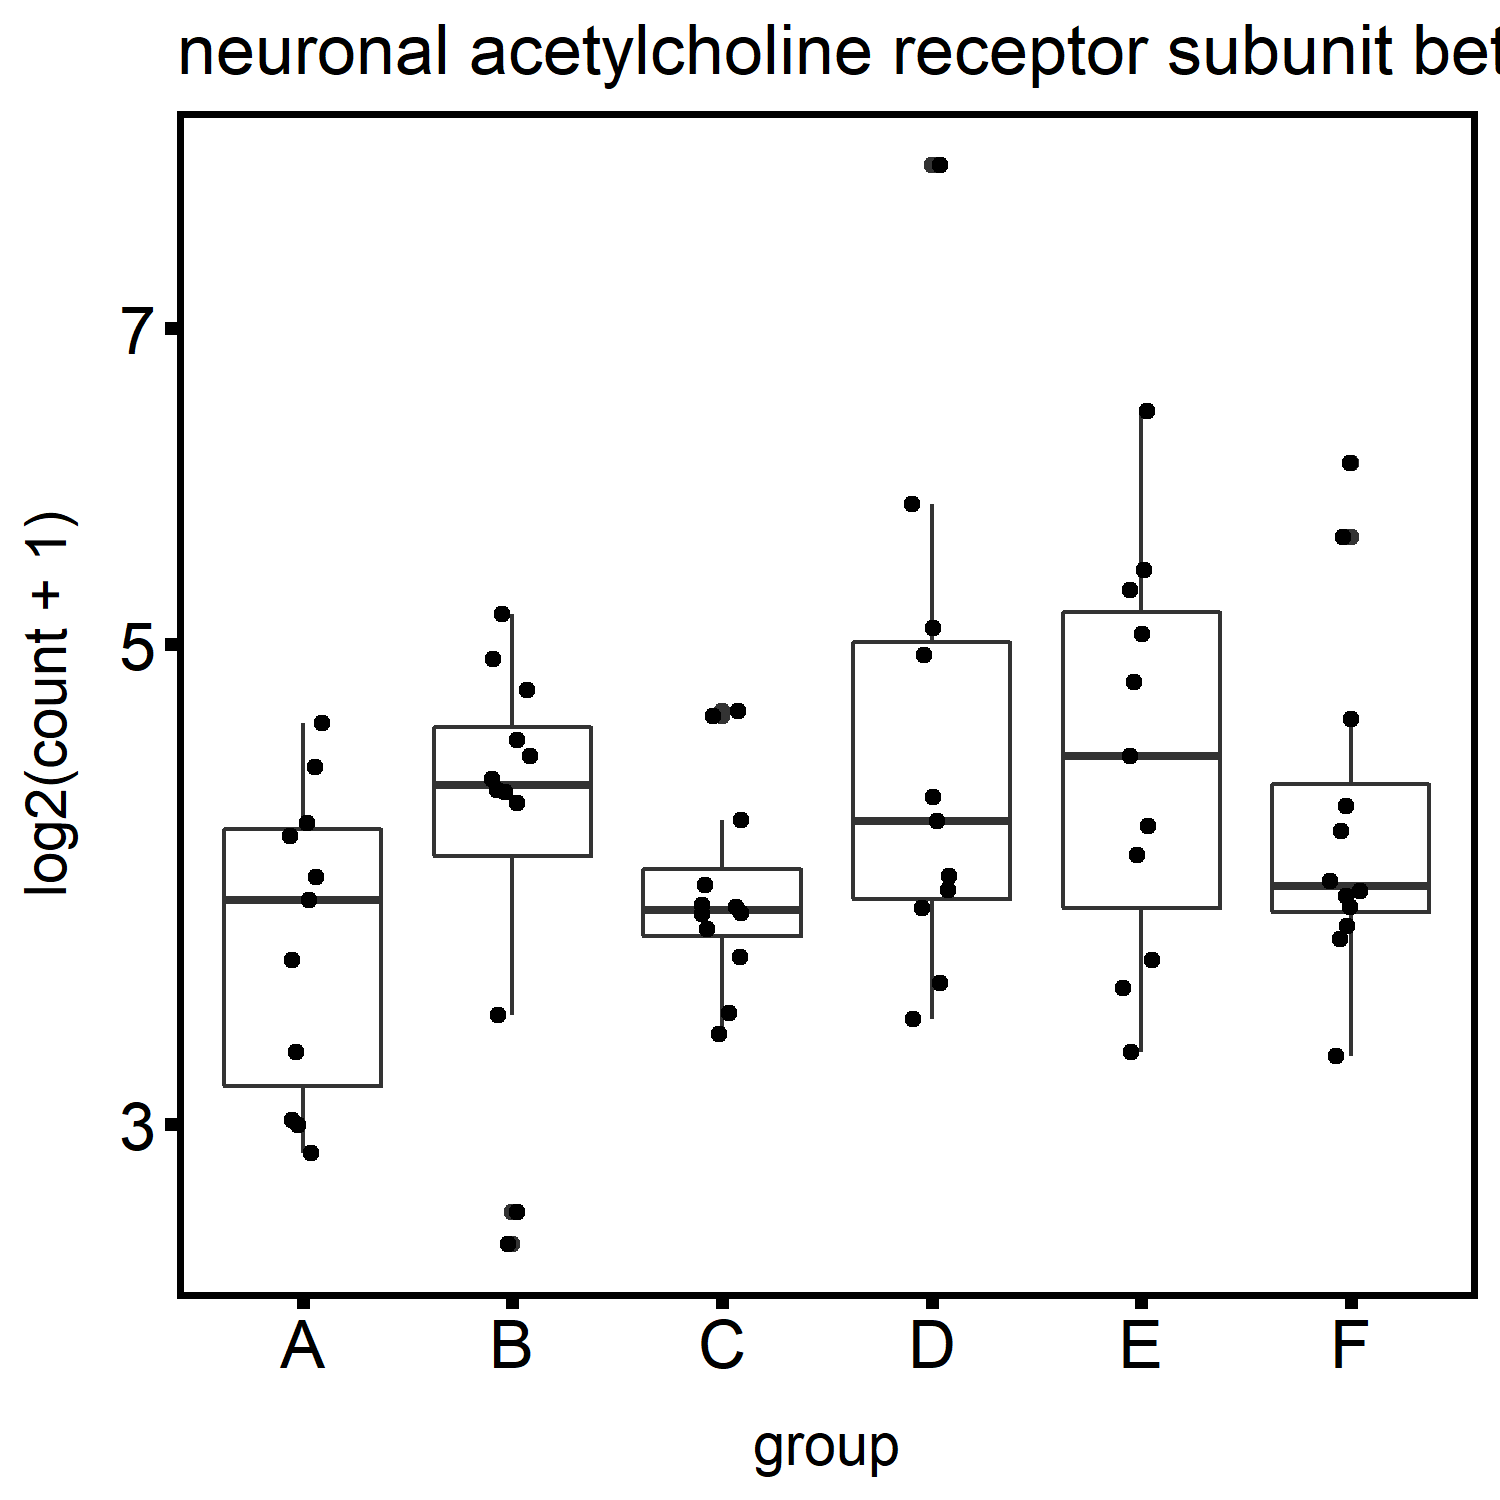 neuronal acetylcholine receptor subunit bet
log2(count + 1)
7
5
3
A B C D E F
group